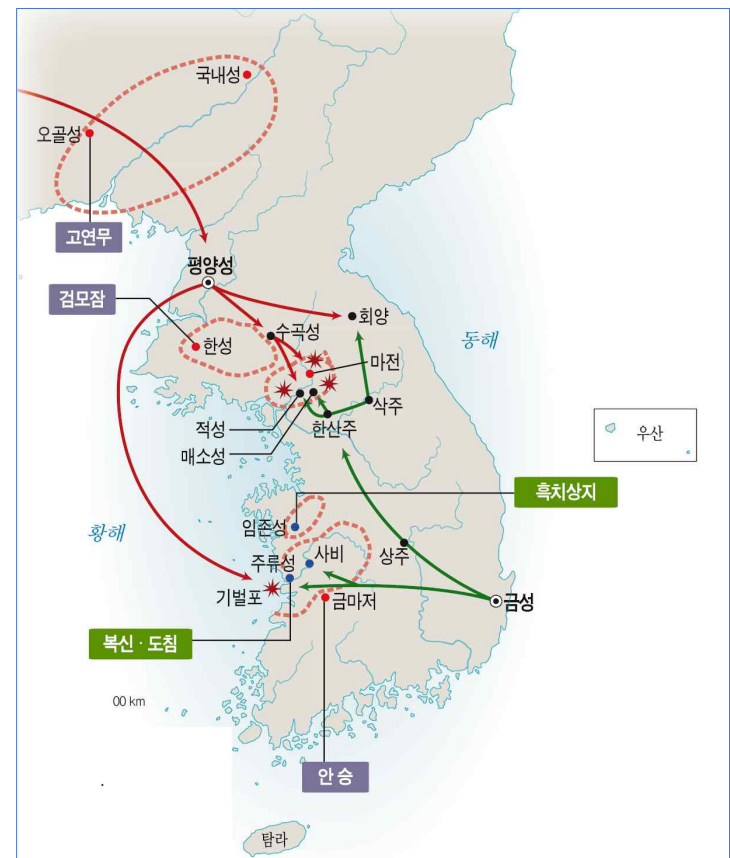 국내성
오골성
고연무
평양성
검모잠
회양
수곡성
동해
한성
마전
삭주
적성
한산주
우산
매소성
흑치상지
임존성
황해
사비
상주
주류성
기벌포
금마저
금성
복신·도침
00 km
안 승
탐라